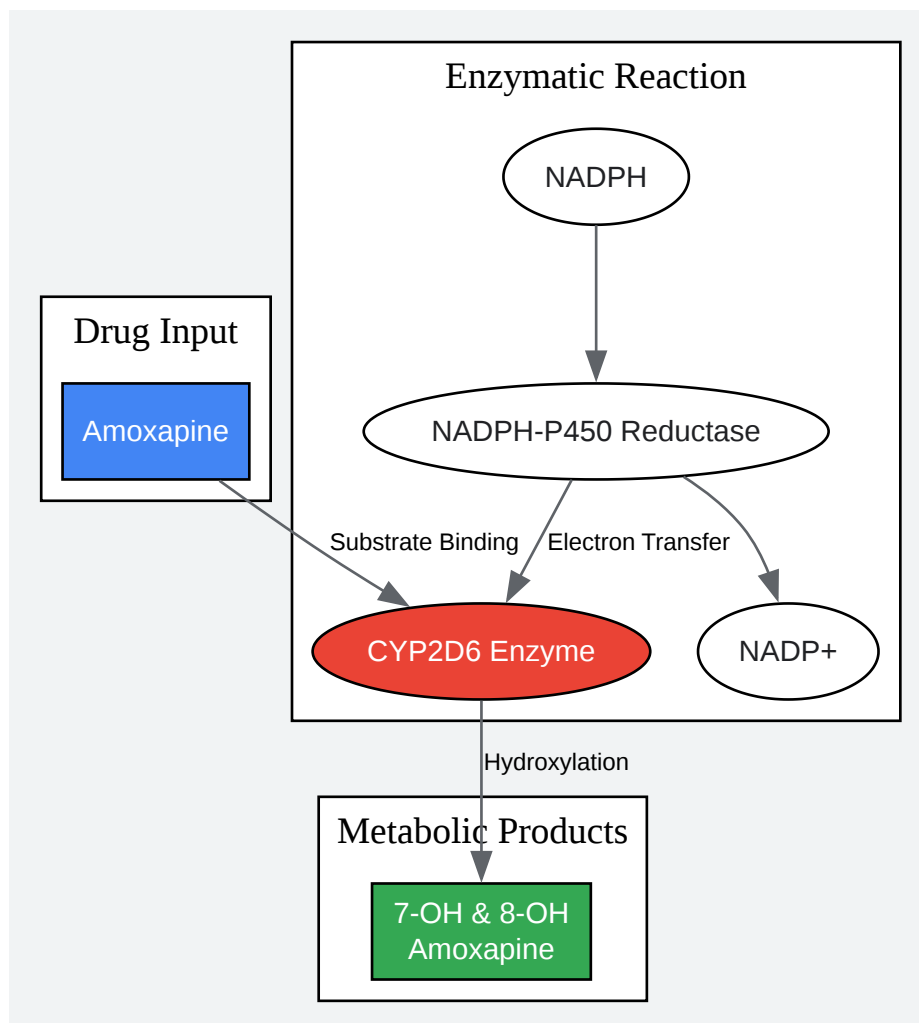 Enzymatic Reaction
NADPH
Drug Input
Amoxapine
NADPH-P450 Reductase
Substrate Binding
Electron Transfer
CYP2D6 Enzyme
NADP+
Hydroxylation
Metabolic Products
7-OH & 8-OH
Amoxapine